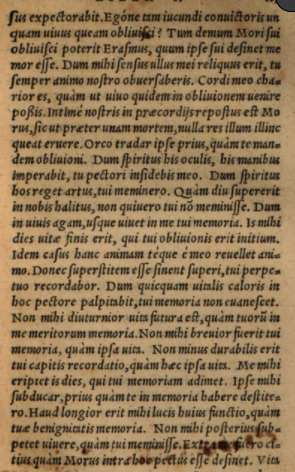 sus expectorabit. Egóne tam iucundi conuictoris un
quam uiuus queam obliuisci? Tum demum Mori sui
obliuisci poterit Erasmus, quum ipse sui desinet me
mor esse. Dum mihi sensus ullus mei reliquus erit, tu
semper animo nostro obuersaberis. Cordi meo cha-
rior es, quàm ut uiuo quidem in obliuionem uenire
possis. Intimé nostris in præcordijs repostus est Mo
rus, sic ut præter unam mortem, nulla res illum illinc
queat eruere. Orco tradar ipse prius, quàm te man-
dem obliuioni. Dum spiritus his oculis, his manibus
imperabit, tu pectori insidebis meo. Dum spiritus
hos reget artus, tui meminero. Quàm diu supererit
in nobis halitus, non quiuero tui nõ meminisse. Dum
in uiuis agam, usque uiuet in me tui memoria. Is mihi
dies uitæ finis erit, qui tui obliuionis erit initium.
Idem casus hanc animam téque é meo reuellet ani-
mo. Donec superstitem esse sinent superi, tui perpe-
tuo recordabor. Dum quicquam uitalis caloris in
hoc pectore palpitabit, tui memoria non euanescet.
Non mihi diuturnior uita futura est, quàm tuorũ in
me meritorum memoria. Non mihi breuior fuerit tui
memoria, quàm ipsa uita. Non minus durabilis erit
tui capitis recordatio, quàm hæc ipsa uita. Me mihi
eripiet is dies, qui tui memoriam adimet. Ipse mihi
subducar, prius quàm te in memoria habere desite-
ro. Haud longior erit mihi lucis huius functio, quàm
tuæ benignitatis memoria. Non mihi posterius sup-
petet uiuere, quàm tui meminisse. ci-
tius quàm Morus intra hoc pectus esse desinet. Vita